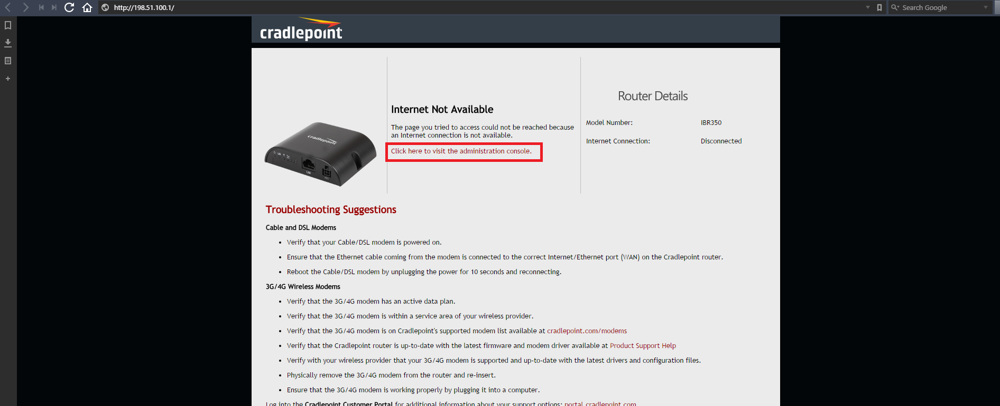 http://198.51.100.1/
Search Google
cradlepoint
Internet Not Available
The page you tried to access could not be reached because
an Internet connection is not available.
Click here to visit the administration console.
Router Details
Model Number: IBR350
Internet Connection: Disconnected
cradlepoint
LAN
Troubleshooting Suggestions
Cable and DSL Modems
• Verify that your Cable/DSL modem is powered on.
• Ensure that the Ethernet cable coming from the modem is connected to the correct Internet/Ethernet port (WAN) on the Cradlepoint router.
• Reboot the Cable/DSL modem by unplugging the power for 10 seconds and reconnecting.
3G/4G Wireless Modems
• Verify that the 3G/4G modem has an active data plan.
• Verify that the 3G/4G modem is within a service area of your wireless provider.
• Verify that the 3G/4G modem is on Cradlepoint's supported modem list available at cradlepoint.com/modems
• Verify that the Cradlepoint router is up-to-date with the latest firmware and modem driver available at Product Support Help
• Verify with your wireless provider that your 3G/4G modem is supported and up-to-date with the latest drivers and configuration files.
• Physically remove the 3G/4G modem from the router and re-insert.
• Ensure that the 3G/4G modem is working properly by plugging it into a computer.
Log into the Cradlepoint Customer Portal for additional information about your support options: portal.cradlepoint.com